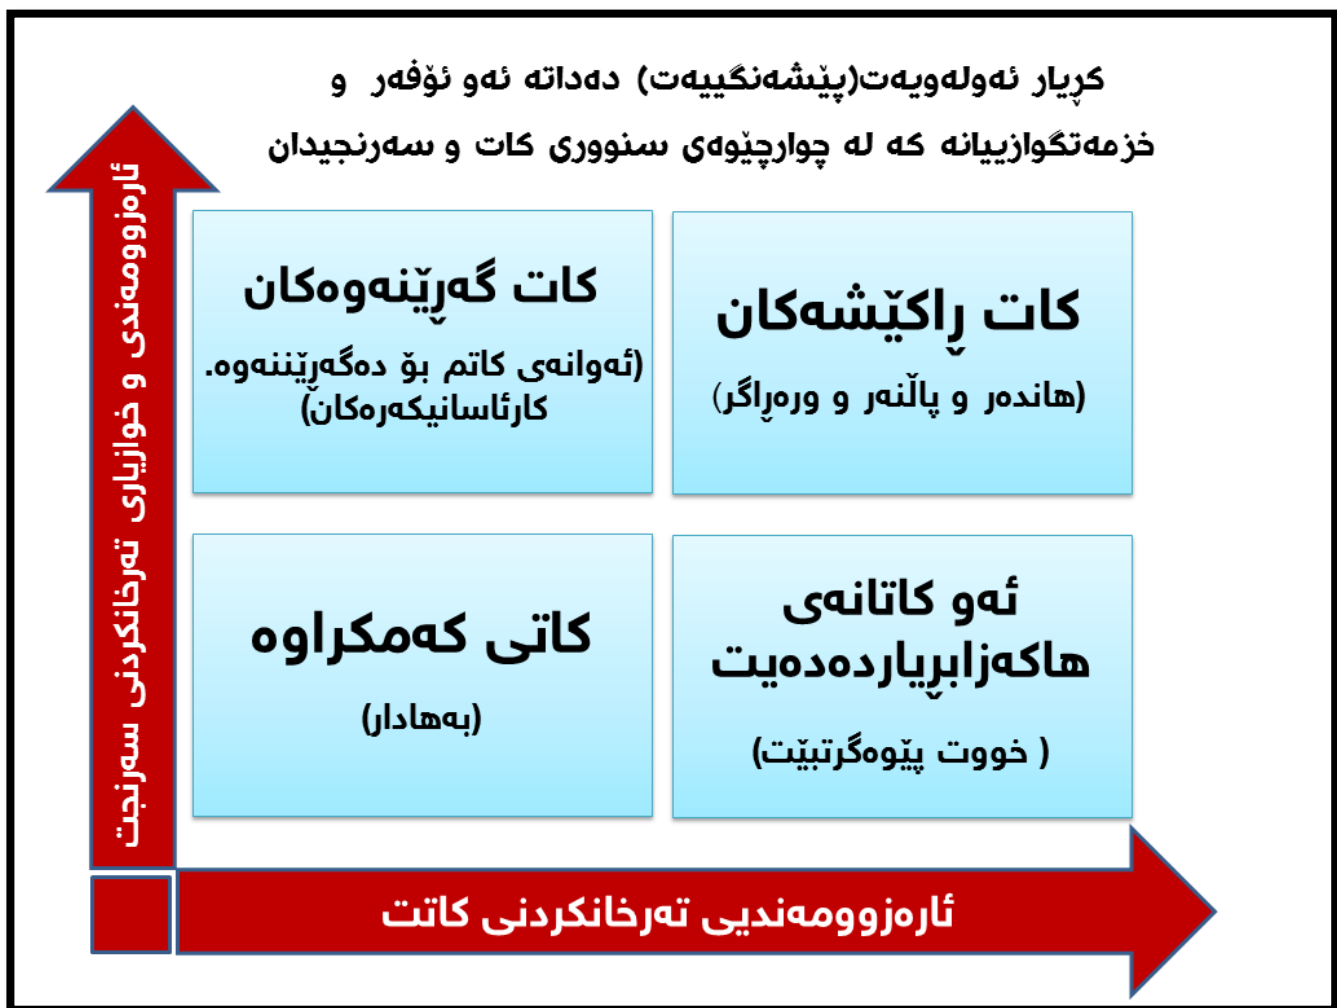 کڕیار ئەولەویەت(پێشەنگییەت) دەداتە ئەو ئۆفەر و
خزمەتگوازییانە کە لە چوارچێوەی سنووری کات و سەرنجیدان
ئارەزوومەندی و خوازیاری تەرخانکردنی سەرنجت
کات ڕاکێشەکان
(هاندەر و پاڵنەر و ورەڕاگر)
کات گەڕێنەوەکان
(ئەوانەی کاتم بۆ دەگەڕێننەوە.
کارئاسانیکەرەکان)
ئەو کاتانەی
هاکەزابڕیاردەدەیت
( خووت پێوەگرتبێت)
کاتی کەمکراوە
(بەهادار)
ئارەزوومەندیی تەرخانکردنی کاتت